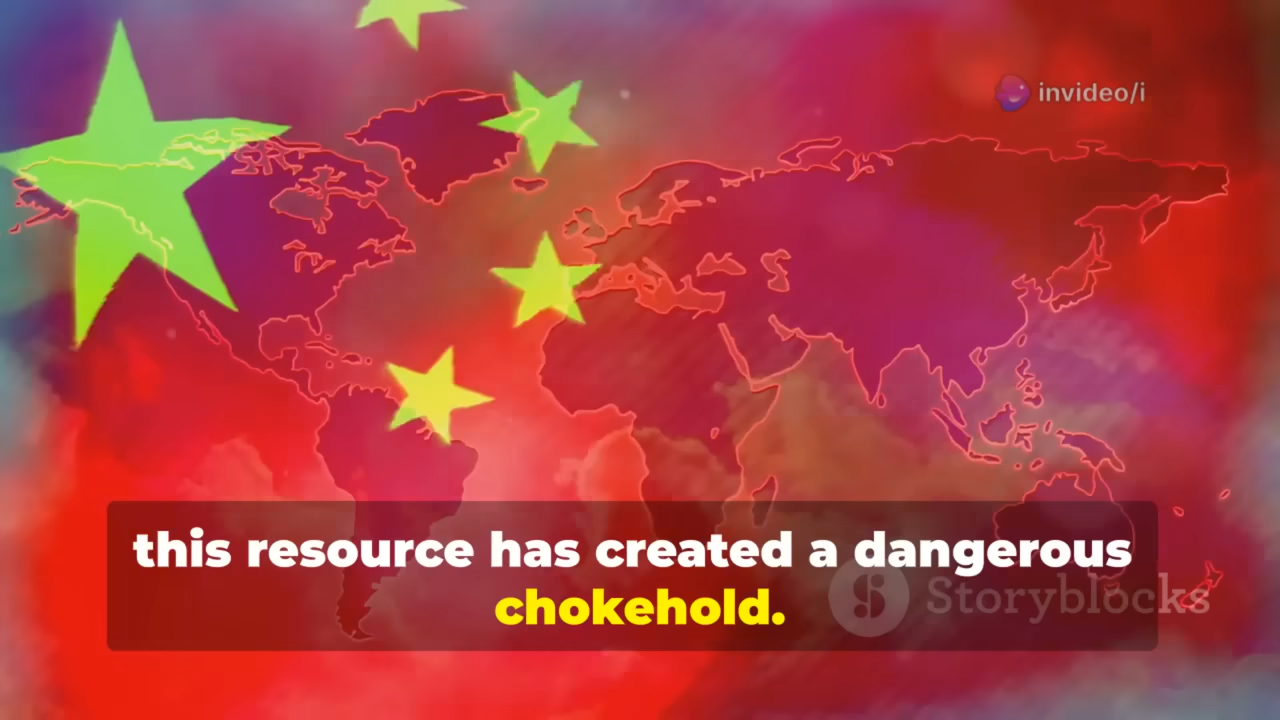 invideo/i
this resource has created a dangerous
chokehold.
Storyblocks